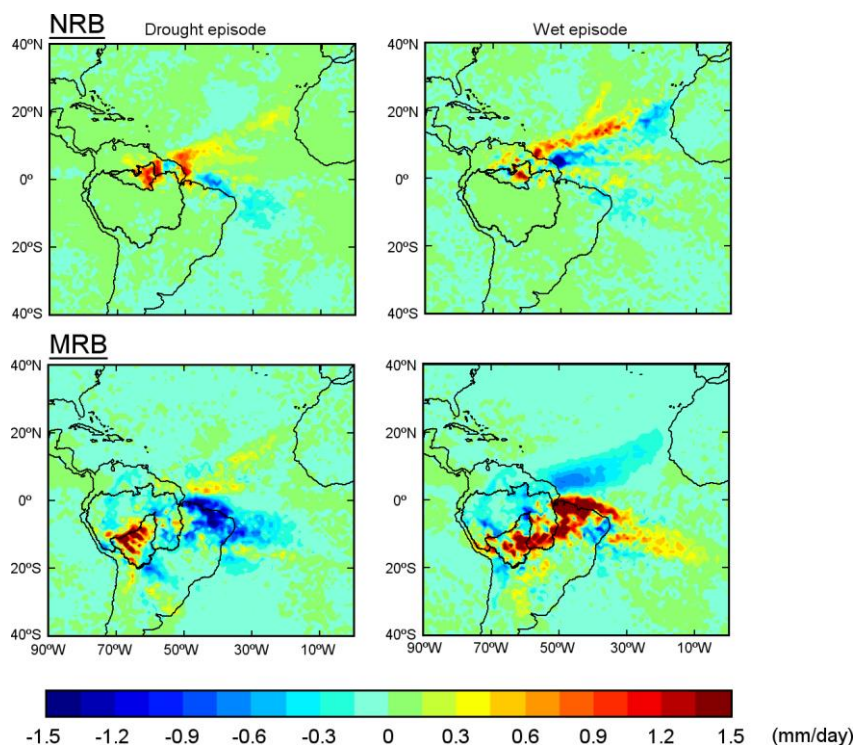 NRB
Drought episode
Wet episode
40ºN
20ºN
0º
20ºS
40ºS
40ºN
20ºN
0º
20ºS
40ºS
MRB
40ºN
20ºN
0º
20ºS
40ºS
90ºW 70ºW 50ºW 30ºW 10ºW
40ºN
20ºN
0º
20ºS
40ºS
90ºW 70ºW 50ºW 30ºW 10ºW
-1.5 -1.2 -0.9 -0.6 -0.3 0 0.3 0.6 0.9 1.2 1.5 (mm/day)